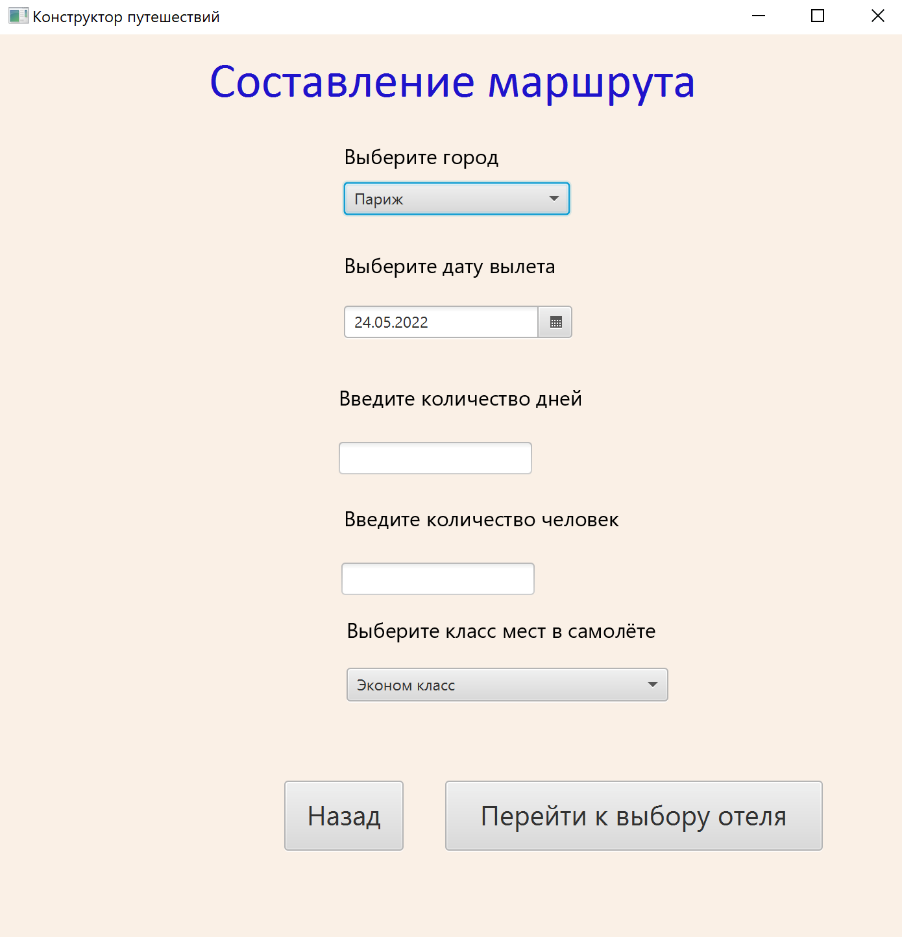 Конструктор путешествий
Составление маршрута
Выберите город
Париж
Выберите дату вылета
24.05.2022
Введите количество дней
Введите количество человек
Выберите класс мест в самолёте
Эконом класс
Назад
Перейти к выбору отеля